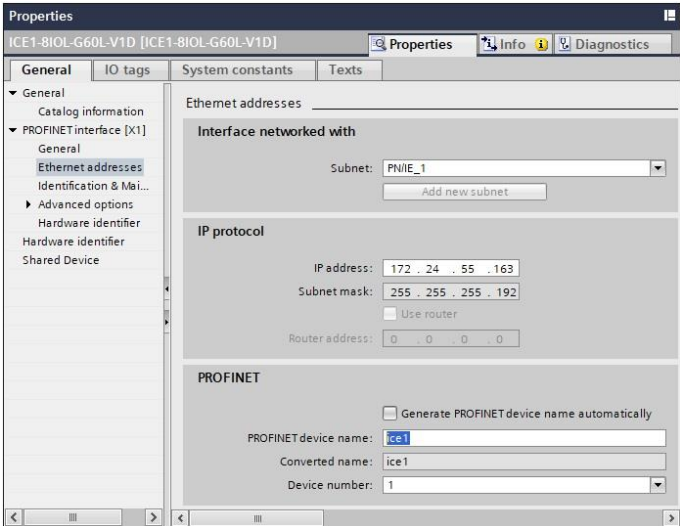 Properties
ICE1-8IOL-G60L-V1D [ICE1-8IOL-G60L-V1D]
Properties
Info
Diagnostics
General
IO tags
System constants
Texts
General
Catalog information
PROFINET interface [X1]
General
Ethernet addresses
Identification & Mai...
Advanced options
Hardware identifier
Hardware identifier
Shared Device
Ethernet addresses
Interface networked with
Subnet: PN/IE_1
Add new subnet
IP protocol
IP address: 172 . 24 . 55 . 163
Subnet mask: 255 . 255 . 255 . 192
Use router
Router address: 0 . 0 . 0 . 0
PROFINET
Generate PROFINET device name automatically
PROFINET device name: ice1
Converted name: ice1
Device number: 1